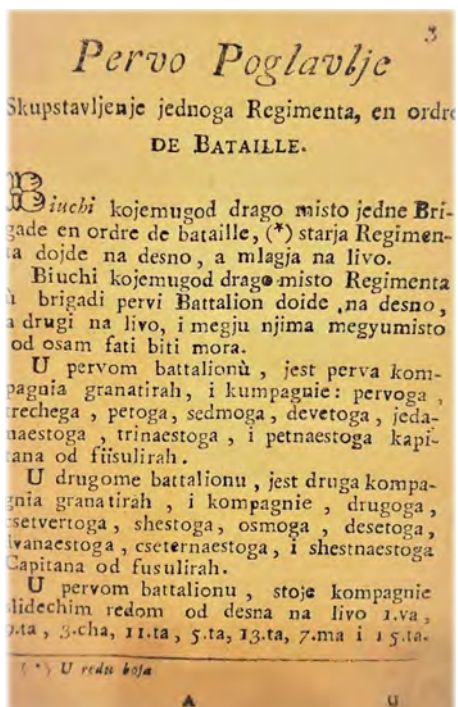 3
Pervo Poglavlje
Skupstavljenje jednoga Regimenta, en ordre
DE BATAILLE.
Biuchi kojemugod drago misto jedne Bri-
gade en ordre de bataille, (*) starja Regimen-
ta dojde na desno, a mlagja na livo.
Biuchi kojemugod drago misto Regimenta
ù brigadi pervi Battalion doide ,na desno,
a drugi na livo, i megju njima megyumisto
od osam fati biti mora.
U pervom battalionù , jest perva kom-
pagnia granatirah, i kumpagnie: pervoga ,
trechega , petoga, sedmoga, devetoga, jeda-
naestoga , trinaestoga , i petnaestoga kapi-
tana od fiisulirah.
U drugome battalionu , jest druga kompa-
gnia granatirah , i kompagnie , drugoga,
csetvertoga , shestoga, osmoga , desetoga,
dvanaestoga , cseternaestoga, i shestnaestoga
Capitana od fusulirah.
U pervom battalionu , stoje kompagnie
slidechim redom od desna na livo 1.va,
9.ta , 3.cha, 11.ta , 5.ta, 13.ta, 7.ma i 15.ta.
(*) U redu boja
A U